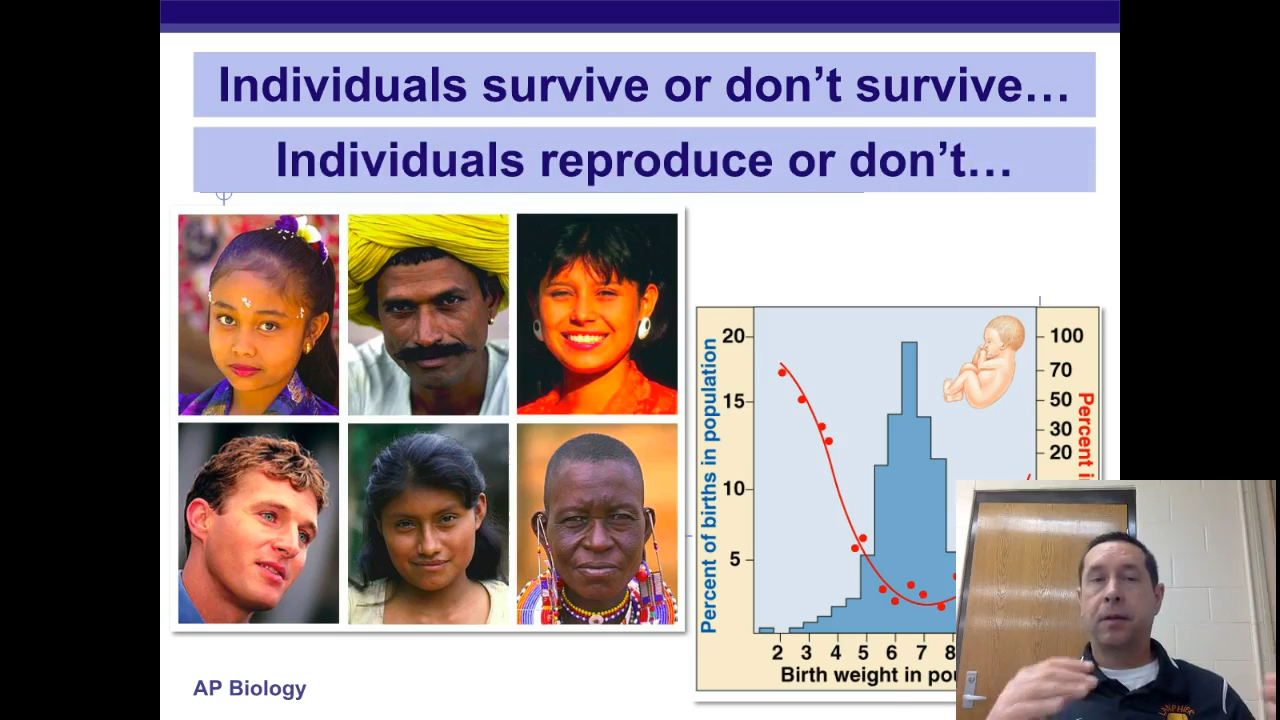 Individuals survive or don’t survive…
Individuals reproduce or don’t…
Percent of births in population
20
15
10
5
100
70
50
30
20
Percent
2 3 4 5 6 7 8
Birth weight in
AP Biology
LANPHIER